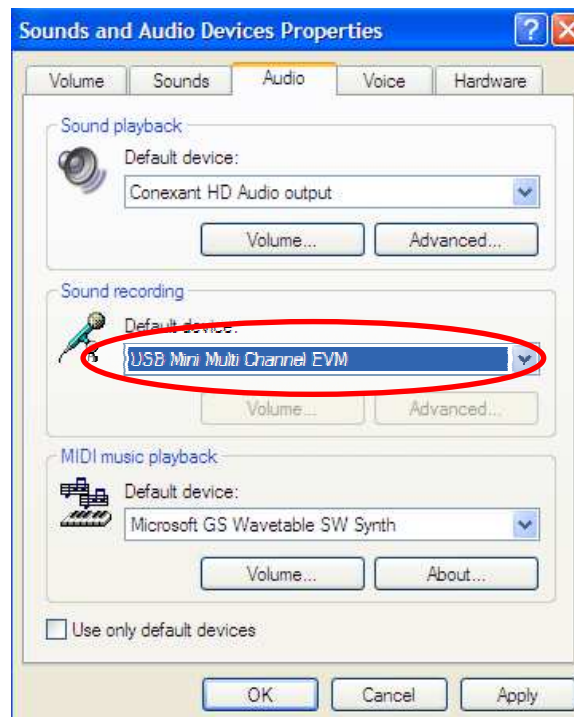 Sounds and Audio Devices Properties
Volume Sounds Audio Voice Hardware
Sound playback
Default device:
Conexant HD Audio output
Volume... Advanced...
Sound recording
Default device:
USB Mini Multi Channel EVM
Volume... Advanced...
MIDI music playback
Default device:
Microsoft GS Wavetable SW Synth
Volume... About...
Use only default devices
OK Cancel Apply